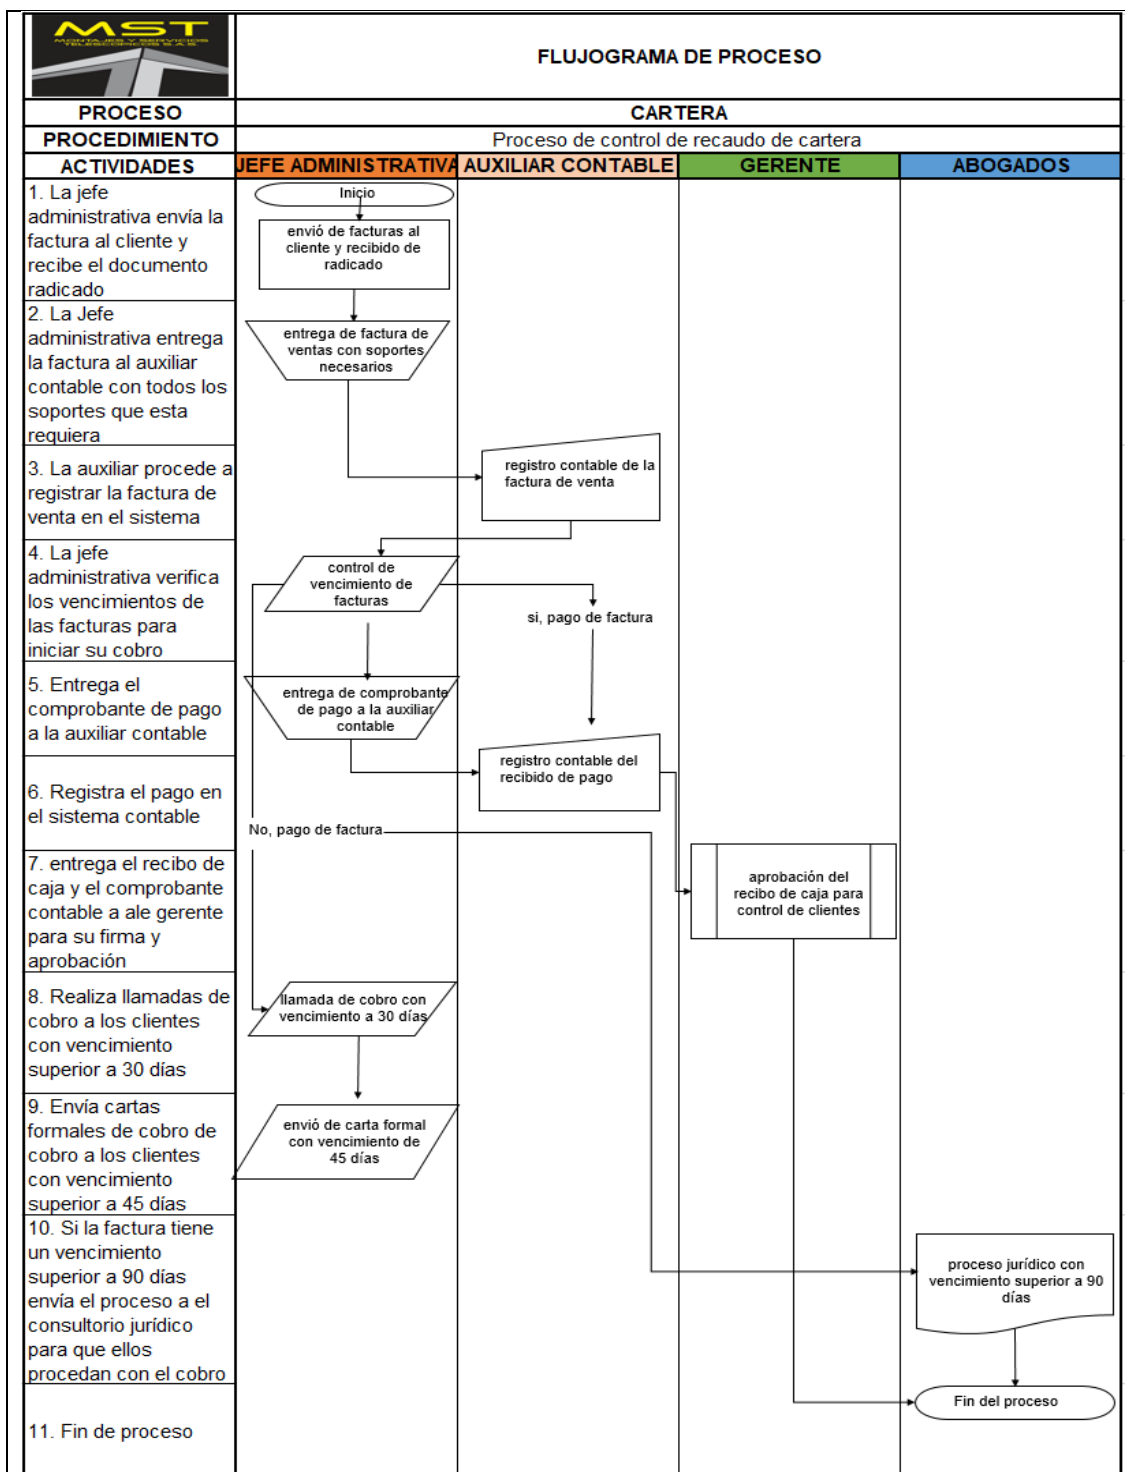 MST
MONTAJES Y SERVICIOS
TELESCOPICOS S.A.S
FLUJOGRAMA DE PROCESO
PROCESO
CARTERA
PROCEDIMIENTO
Proceso de control de recaudo de cartera
ACTIVIDADES
JEFE ADMINISTRATIVA
AUXILIAR CONTABLE
GERENTE
ABOGADOS
1. La jefe
administrativa envía la
factura al cliente y
recibe el documento
radicado
Inicio
envió de facturas al
cliente y recibido de
radicado
2. La Jefe
administrativa entrega
la factura al auxiliar
contable con todos los
soportes que esta
requiera
entrega de factura de
ventas con soportes
necesarios
3. La auxiliar procede a
registrar la factura de
venta en el sistema
registro contable de la
factura de venta
4. La jefe
administrativa verifica
los vencimientos de
las facturas para
iniciar su cobro
control de
vencimiento de
facturas
si, pago de factura
5. Entrega el
comprobante de pago
a la auxiliar contable
entrega de comprobante
de pago a la auxiliar
contable
6. Registra el pago en
el sistema contable
registro contable del
recibido de pago
No, pago de factura
7. entrega el recibo de
caja y el comprobante
contable a ale gerente
para su firma y
aprobación
aprobación del
recibo de caja para
control de clientes
8. Realiza llamadas de
cobro a los clientes
con vencimiento
superior a 30 días
llamada de cobro con
vencimiento a 30 días
9. Envía cartas
formales de cobro de
cobro a los clientes
con vencimiento
superior a 45 días
envió de carta formal
con vencimiento de
45 días
10. Si la factura tiene
un vencimiento
superior a 90 días
envía el proceso a el
consultorio jurídico
para que ellos
procedan con el cobro
proceso jurídico con
vencimiento superior a 90
días
11. Fin de proceso
Fin del proceso